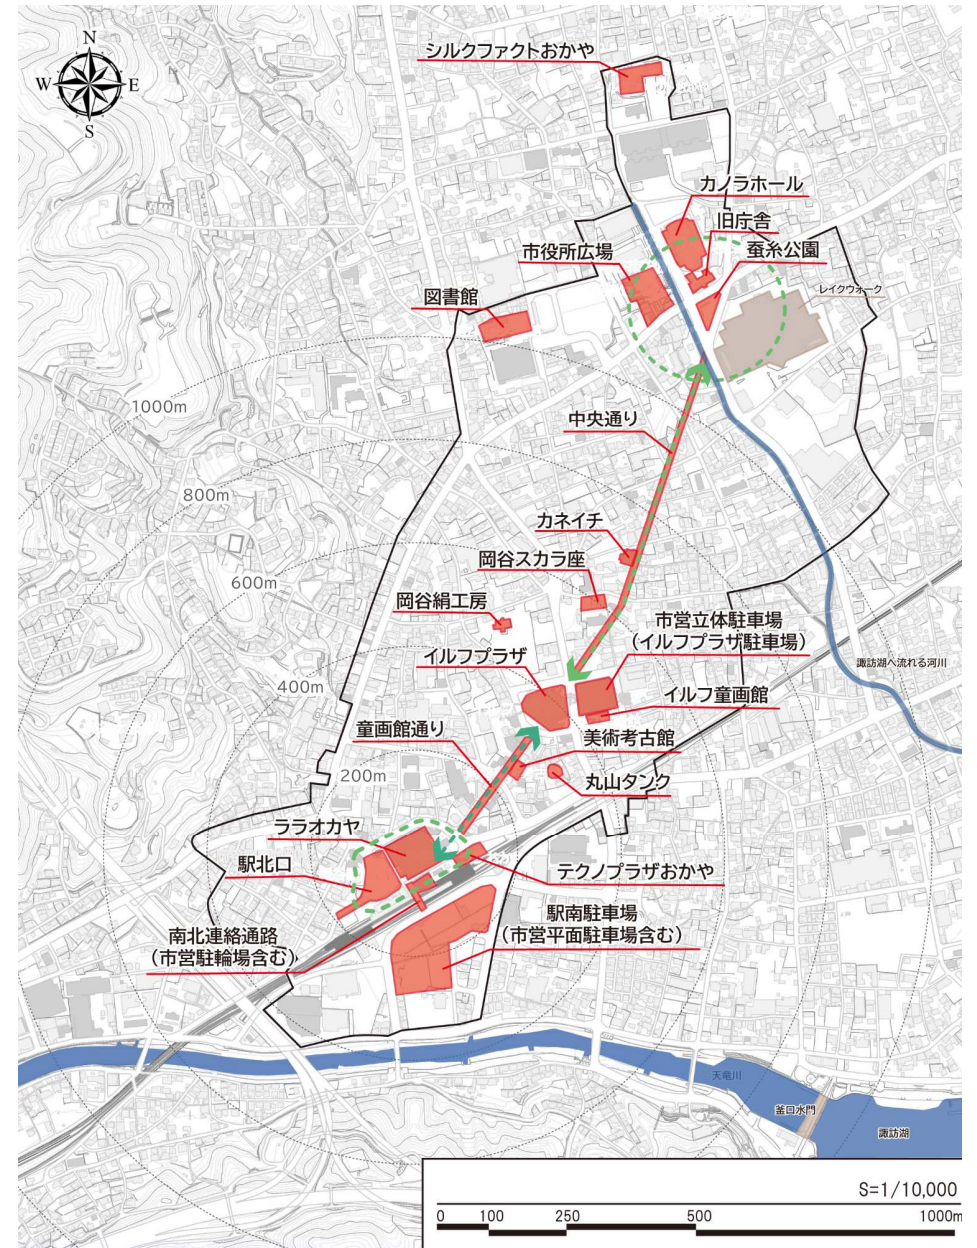 シルクファクトおかや
N
W
E
S
カノラホール
旧庁舎
市役所広場
蚕糸公園
図書館
レイクウォーク
1000m
中央通り
800m
カネイチ
岡谷スカラ座
600m
岡谷絹工房
市営立体駐車場
(イルフプラザ駐車場)
イルフプラザ
諏訪湖へ流れる河川
400m
イルフ童画館
童画館通り
美術考古館
200m
丸山タンク
ララオカヤ
駅北口
テクノプラザおかや
駅南駐車場
(市営平面駐車場含む)
南北連絡通路
(市営駐輪場含む)
天竜川
釜口水門
諏訪湖
S=1/10,000
0 100 250 500 1000m